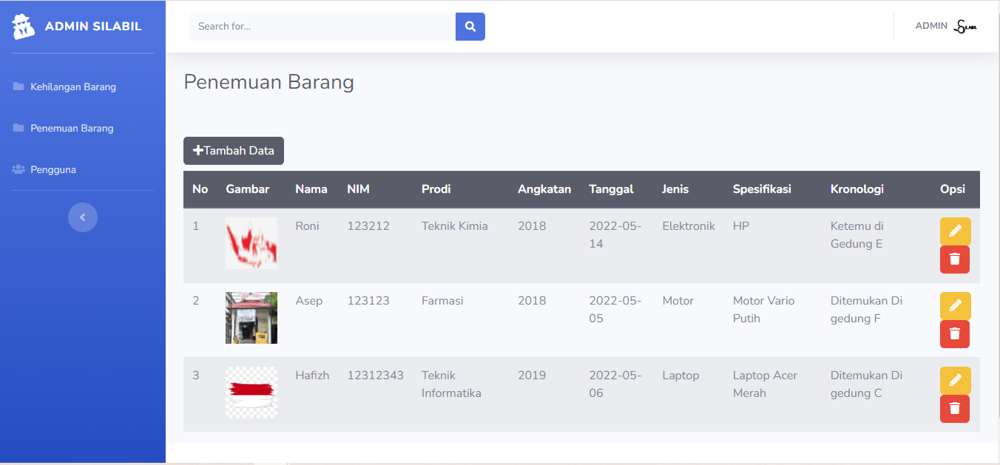 ADMIN SILABIL
Search for...
ADMIN
SILABIL
Kehilangan Barang
Penemuan Barang
Pengguna
Penemuan Barang
Tambah Data
No Gambar Nama NIM Prodi Angkatan Tanggal Jenis Spesifikasi Kronologi Opsi
1 Roni 123212 Teknik Kimia 2018 2022-05- Elektronik HP Ketemu di
14 Gedung E
2 Asep 123123 Farmasi 2018 2022-05- Motor Motor Vario Ditemukan Di
05 Putih gedung F
3 Hafizh 12312343 Teknik 2019 2022-05- Laptop Laptop Acer Ditemukan Di
Informatika 06 Merah gedung C